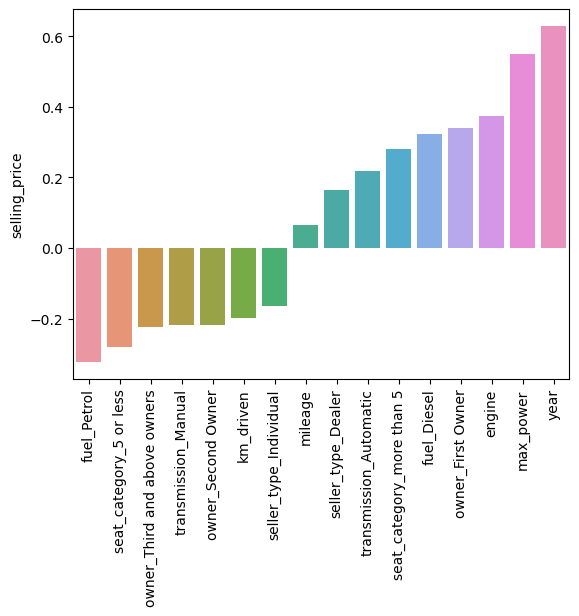 selling_price
0.6
0.4
0.2
0.0
−0.2
fuel_Petrol
seat_category_5 or less
owner_Third and above owners
transmission_Manual
owner_Second Owner
km_driven
seller_type_Individual
mileage
seller_type_Dealer
transmission_Automatic
seat_category_more than 5
fuel_Diesel
owner_First Owner
engine
max_power
year